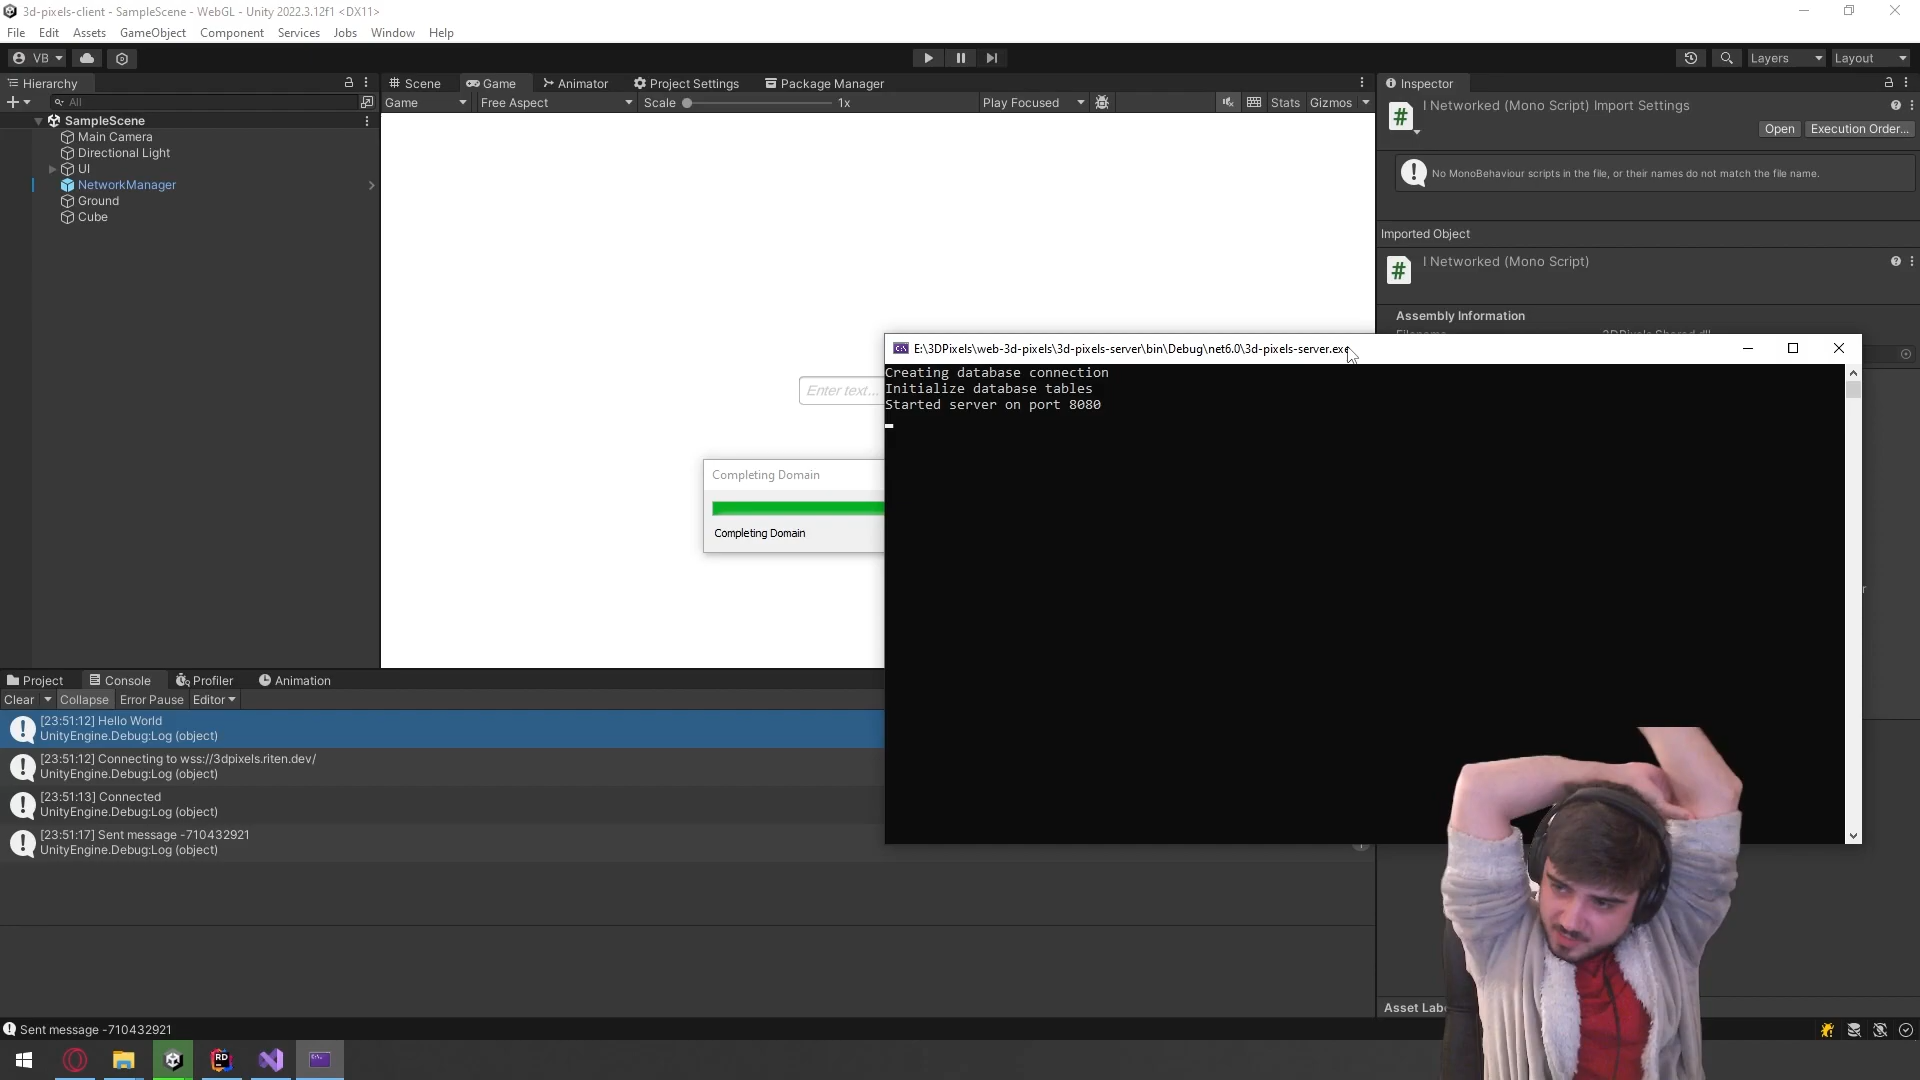 3d-pixels-client - SampleScene - WebGL - Unity 2022.3.12f1 <DX11>
File Edit Assets GameObject Component Services Jobs Window Help
VB
Layers Layout
Hierarchy
Scene Game Animator Project Settings Package Manager
Inspector
All
Game Free Aspect Scale 1x Play Focused Stats Gizmos
I Networked (Mono Script) Import Settings
Open Execution Order...
SampleScene
Main Camera
Directional Light
UI
NetworkManager
Ground
Cube
No MonoBehaviour scripts in the file, or their names do not match the file name.
Imported Object
I Networked (Mono Script)
Assembly Information
E:\3DPixels\web-3d-pixels\3d-pixels-server\bin\Debug\net6.0\3d-pixels-server.exe
Creating database connection
Initialize database tables
Started server on port 8080
Enter text...
Completing Domain
Completing Domain
Project Console Profiler Animation
Clear Collapse Error Pause Editor
[23:51:12] Hello World
UnityEngine.Debug:Log (object)
[23:51:12] Connecting to wss://3dpixels.riten.dev/
UnityEngine.Debug:Log (object)
[23:51:13] Connected
UnityEngine.Debug:Log (object)
[23:51:17] Sent message -710432921
UnityEngine.Debug:Log (object)
Asset Lab
Sent message -710432921
RD